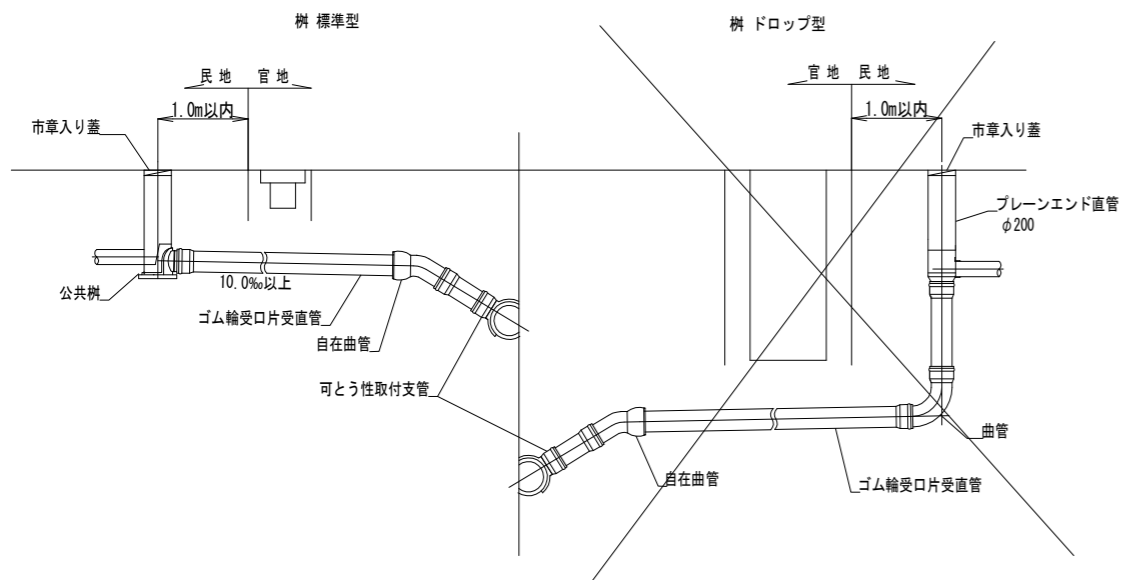 桝 標準型
桝 ドロップ型
民 地
官 地
官 地
民 地
1.0m以内
1.0m以内
市章入り蓋
市章入り蓋
プレーンエンド直管
φ200
公共桝
10.0‰以上
ゴム輪受口片受直管
自在曲管
可とう性取付支管
曲管
自在曲管
ゴム輪受口片受直管